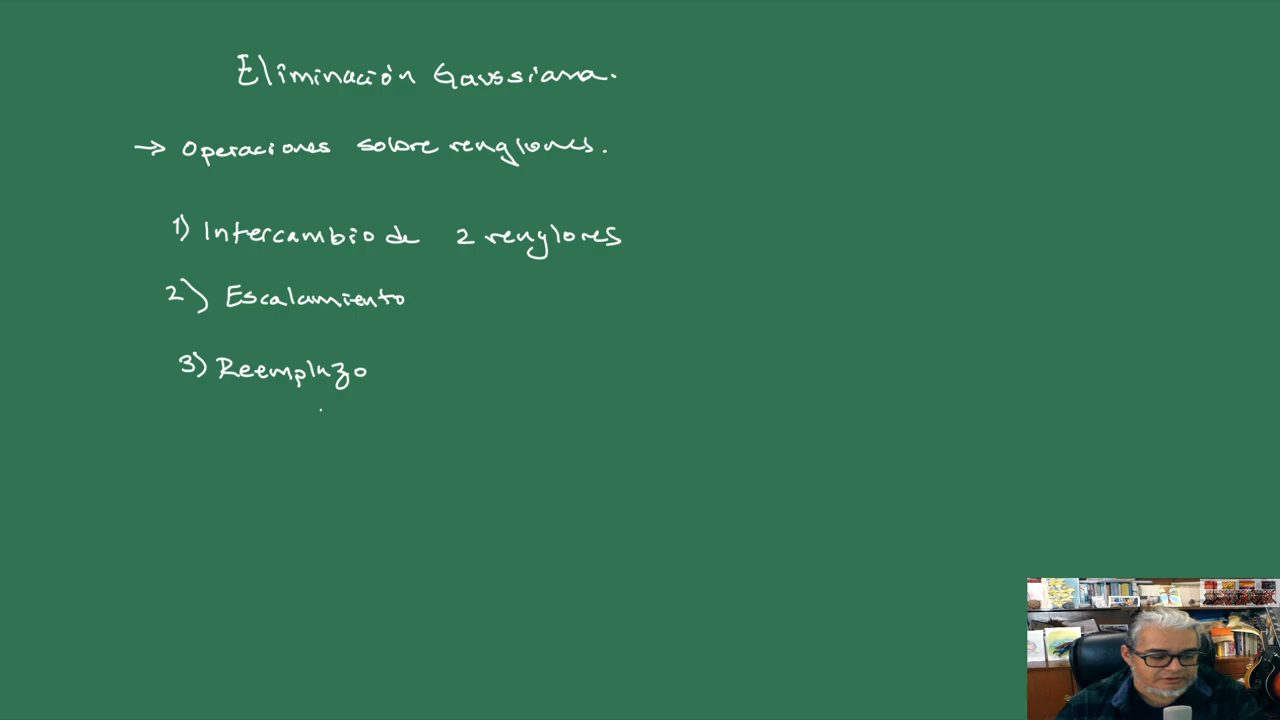 Eliminación Gaussiana.
→ Operaciones sobre renglones.
1) Intercambio de 2 renglones
2) Escalamiento
3) Reemplazo